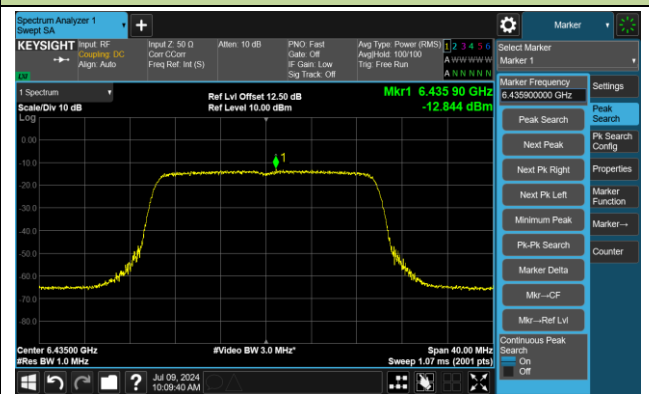 Spectrum Analyzer 1
Swept SA
+
Marker
KEYSIGHT
Input: RF
Coupling: DC
Align: Auto
Input Z: 50 Ω
Corr CCorr
Freq Ref: Int (S)
Atten: 10 dB
PNO: Fast
Gate: Off
IF Gain: Low
Sig Track: Off
Avg Type: Power (RMS)
Avg|Hold: 100/100
Trig: Free Run
1 2 3 4 5 6
A W W W W W
A N N N N N
LXI
Select Marker
Marker 1
1 Spectrum
Scale/Div 10 dB
Log
Ref Lvl Offset 12.50 dB
Ref Level 10.00 dBm
Mkr1 6.435 90 GHz
-12.844 dBm
0.00
-10.0
-20.0
-30.0
-40.0
-50.0
-60.0
-70.0
-80.0
1
Center 6.43500 GHz
#Res BW 1.0 MHz
#Video BW 3.0 MHz*
Span 40.00 MHz
Sweep 1.07 ms (2001 pts)
Marker Frequency
6.435900000 GHz
Peak Search
Next Peak
Next Pk Right
Next Pk Left
Minimum Peak
Pk-Pk Search
Marker Delta
Mkr→CF
Mkr→Ref Lvl
Continuous Peak
Search
On
Off
Settings
Peak
Search
Pk Search
Config
Properties
Marker
Function
Marker→
Counter
?
Jul 09, 2024
10:09:40 AM